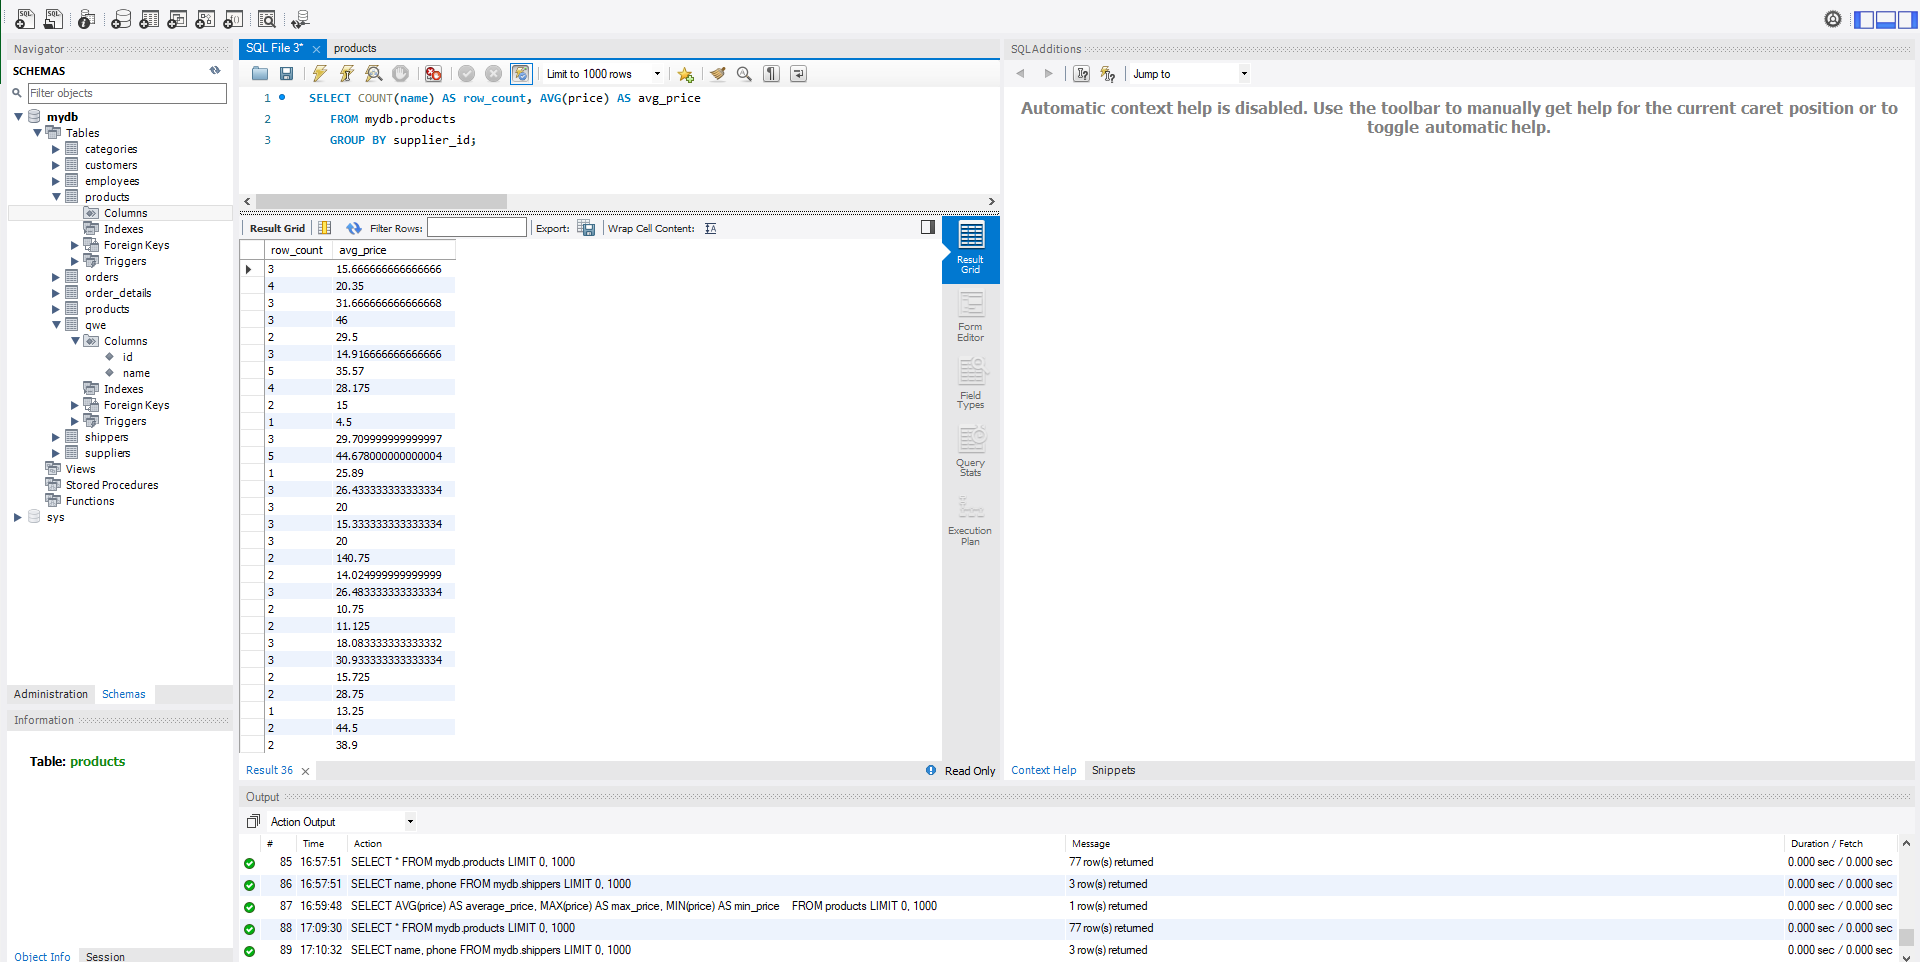 Navigator
SCHEMAS
Filter objects
mydb
Tables
categories
customers
employees
products
Columns
Indexes
Foreign Keys
Triggers
orders
order_details
products
qwe
Columns
id
name
Indexes
Foreign Keys
Triggers
shippers
suppliers
Views
Stored Procedures
Functions
sys
Administration Schemas
Information
Table: products
Object Info Session
SQL File 3* products
Limit to 1000 rows
1 SELECT COUNT(name) AS row_count, AVG(price) AS avg_price
2 FROM mydb.products
3 GROUP BY supplier_id;
Result Grid Filter Rows: Export: Wrap Cell Content: IA
row_count avg_price
3 15.666666666666666
4 20.35
3 31.666666666666668
3 46
2 29.5
3 14.916666666666666
5 35.57
4 28.175
2 15
1 4.5
3 29.709999999999997
5 44.678000000000004
1 25.89
3 26.433333333333334
3 20
3 15.333333333333334
3 20
2 140.75
2 14.024999999999999
3 26.483333333333334
2 10.75
2 11.125
3 18.083333333333332
3 30.933333333333334
2 15.725
2 28.75
1 13.25
2 44.5
2 38.9
Result Grid
Form Editor
Field Types
Query Stats
Execution Plan
Result 36 Read Only
SQLAdditions
Jump to
Automatic context help is disabled. Use the toolbar to manually get help for the current caret position or to
toggle automatic help.
Context Help Snippets
Output
Action Output
# Time Action Message Duration / Fetch
85 16:57:51 SELECT * FROM mydb.products LIMIT 0, 1000 77 row(s) returned 0.000 sec / 0.000 sec
86 16:57:51 SELECT name, phone FROM mydb.shippers LIMIT 0, 1000 3 row(s) returned 0.000 sec / 0.000 sec
87 16:59:48 SELECT AVG(price) AS average_price, MAX(price) AS max_price, MIN(price) AS min_price FROM products LIMIT 0, 1000 1 row(s) returned 0.000 sec / 0.000 sec
88 17:09:30 SELECT * FROM mydb.products LIMIT 0, 1000 77 row(s) returned 0.000 sec / 0.000 sec
89 17:10:32 SELECT name, phone FROM mydb.shippers LIMIT 0, 1000 3 row(s) returned 0.000 sec / 0.000 sec